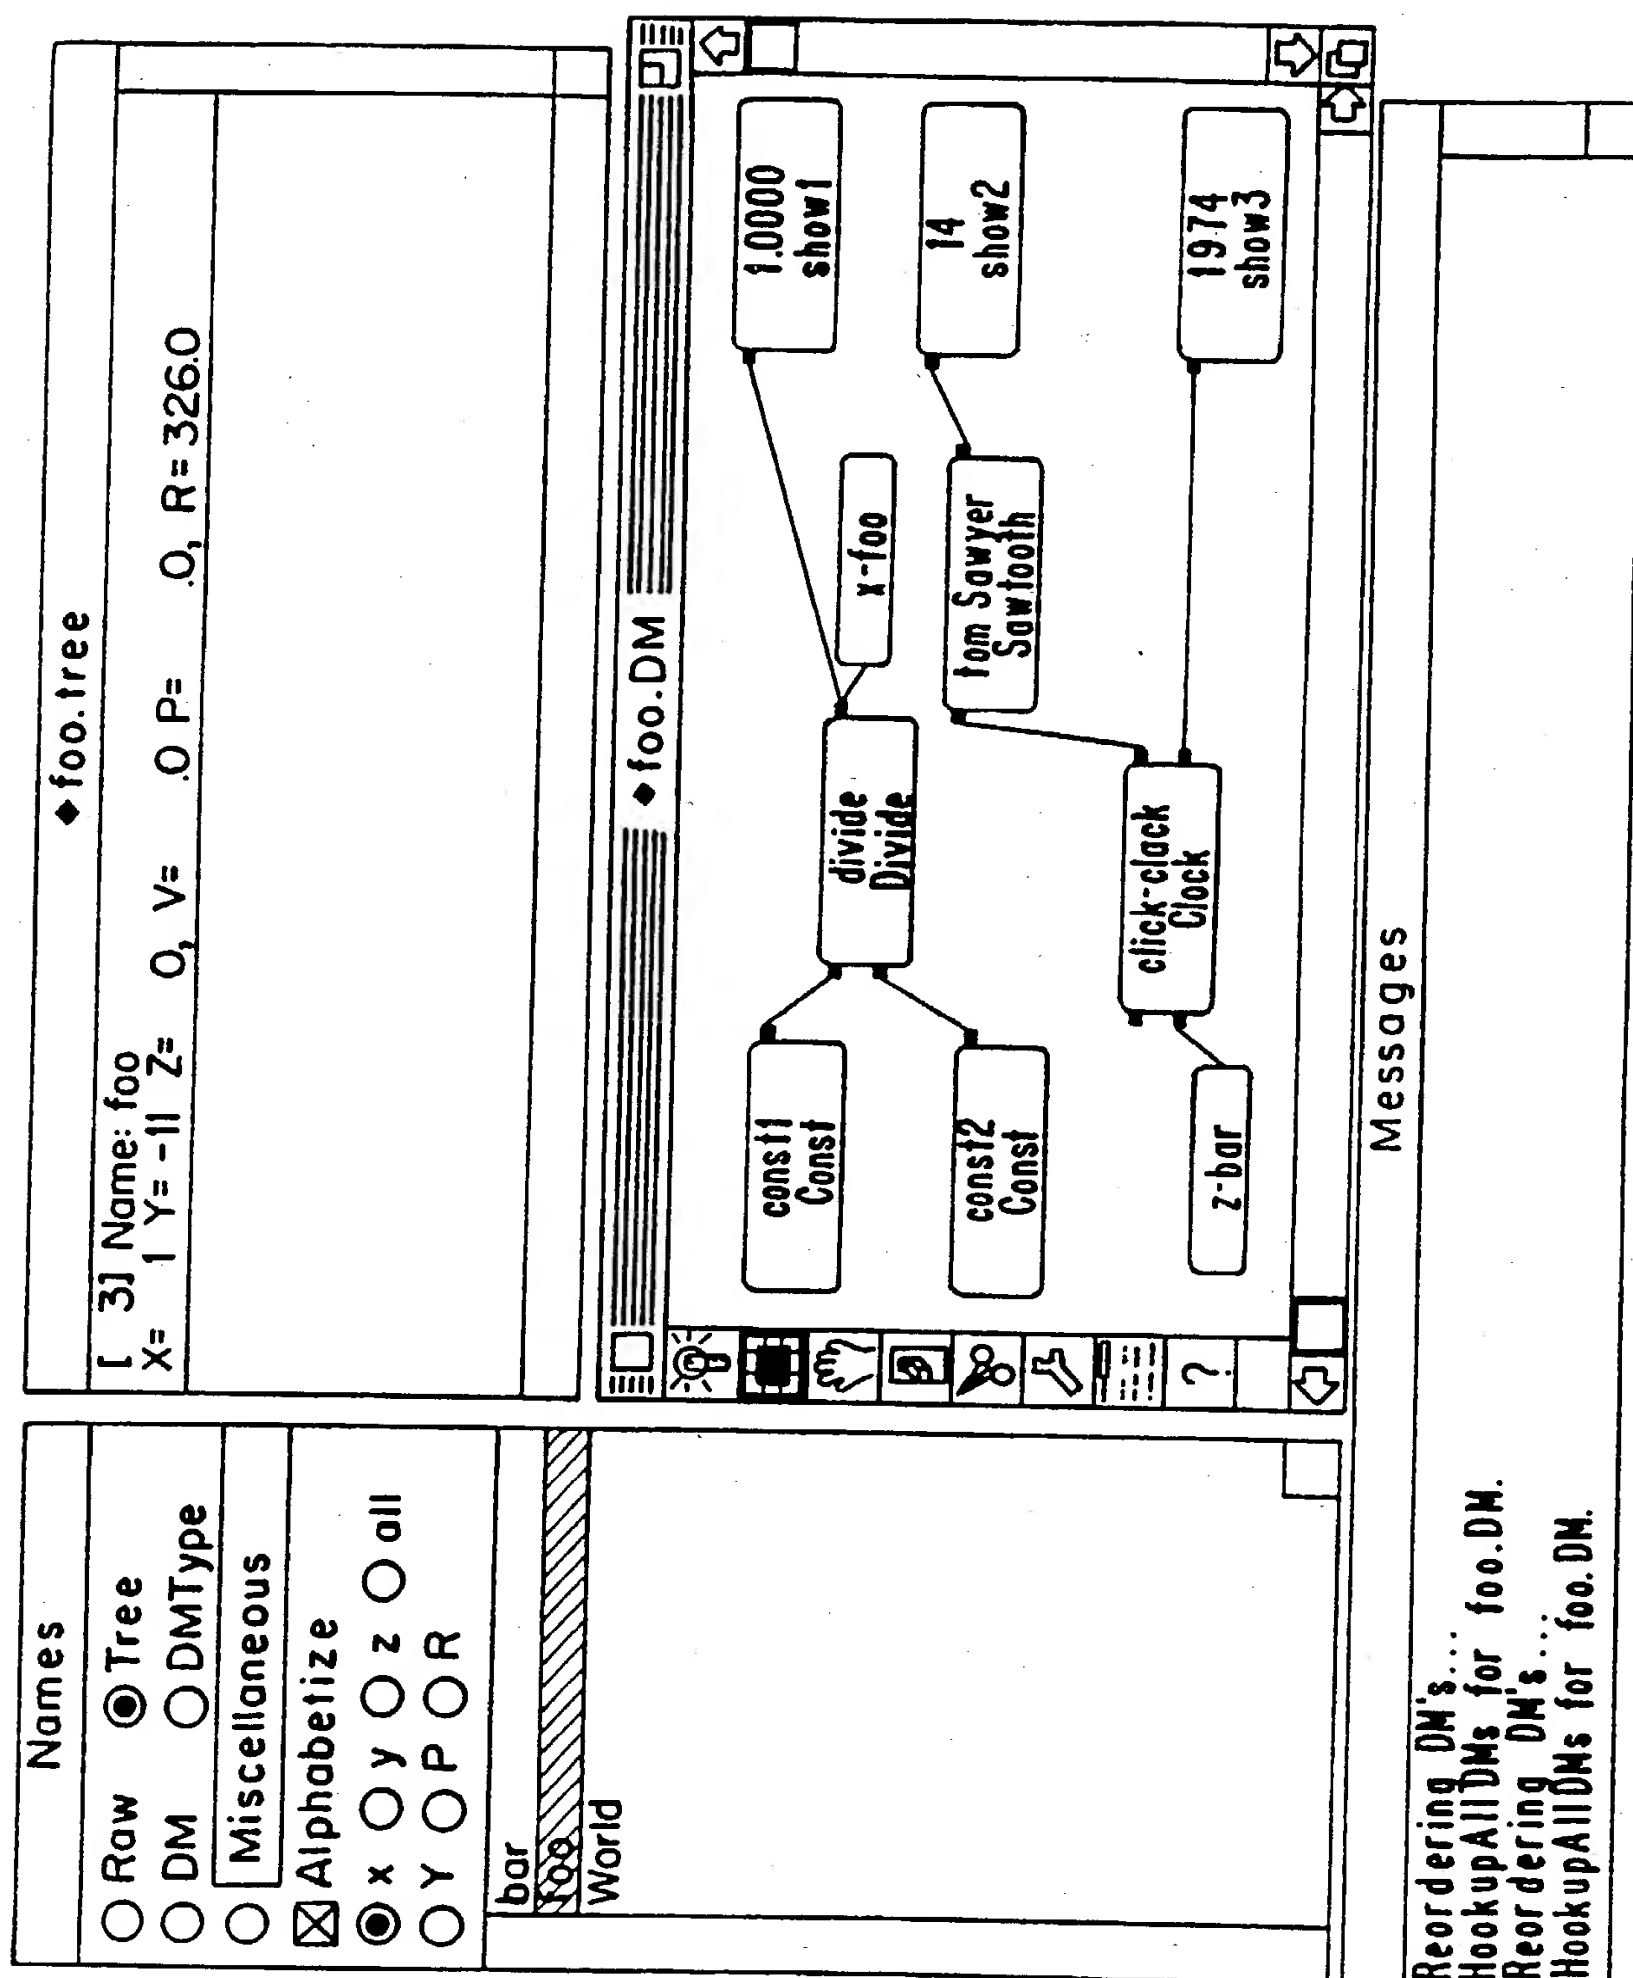 Names
Raw Tree
DM DMType
Miscellaneous
Alphabetize
x y z all
Y P R
bar
foo
World
◆foo.tree
[ 3] Name: foo
X= 1 Y= -11 Z= 0, V= .0 P= .0, R=326.0
◆foo.DM
const1
Const
const2
Const
z-bar
divide
Divide
click-clack
Clock
x-foo
tom Sawyer
Sawtooth
1.0000
show1
14
show2
1974
show3
?
Messages
Reordering DM's...
HookupAllDMs for foo.DM.
Reordering DM's...
HookupAllDMs for foo.DM.